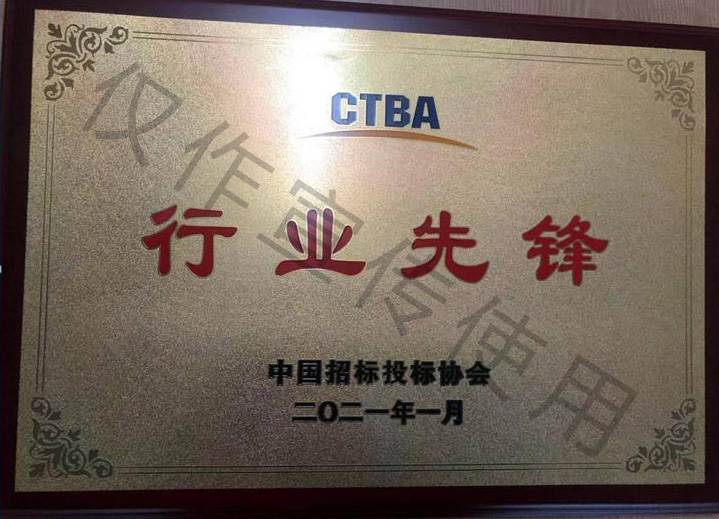 CTBA
行业先锋
中国招标投标协会
二〇二一年一月
仅作宣传使用